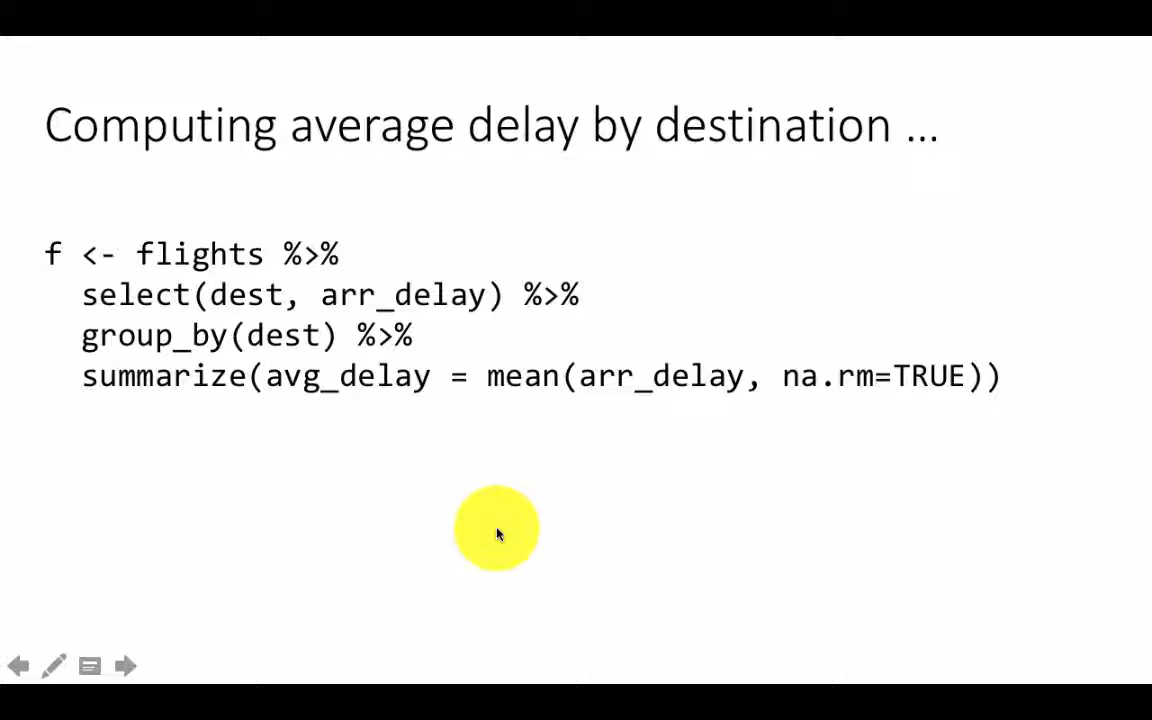 Computing average delay by destination ...
f <- flights %>%
select(dest, arr_delay) %>%
group_by(dest) %>%
summarize(avg_delay = mean(arr_delay, na.rm=TRUE))